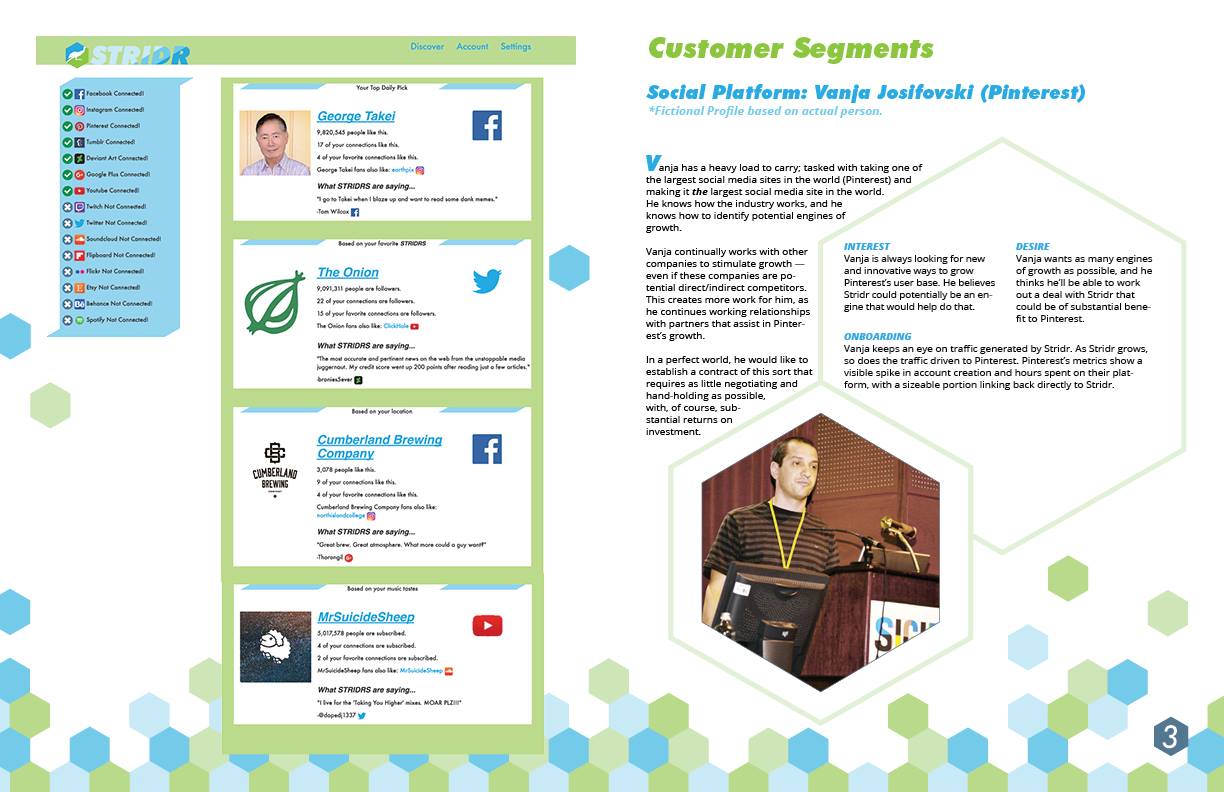 STRIDR
Discover Account Settings
Facebook Connected!
Instagram Connected!
Pinterest Connected!
Tumblr Connected!
Deviant Art Connected!
Google Plus Connected!
Youtube Connected!
Twitch Not Connected!
Twitter Not Connected!
Soundcloud Not Connected!
Flipboard Not Connected!
Flickr Not Connected!
Etsy Not Connected!
Behance Not Connected!
Spotify Not Connected!
Your Top Daily Pick
George Takei
9,820,545 people like this.
17 of your connections like this.
4 of your favorite connections like this.
George Takei fans also like: earthpix
What STRIDRS are saying...
"I go to Takei when I blaze up and want to read some dank memes."
-Tom Wilcox
Based on your favorite STRIDRS
The Onion
9,091,311 people are followers.
22 of your connections are followers.
15 of your favorite connections are followers.
The Onion fans also like: ClickHole
What STRIDRS are saying...
"The most accurate and pertinent news on the web from the unstoppable media
juggernaut. My credit score went up 200 points after reading just a few articles."
-bronies5ever
Based on your location
CUMBERLAND
BREWING
Cumberland Brewing
Company
3,078 people like this.
9 of your connections like this.
4 of your favorite connections like this.
Cumberland Brewing Company fans also like:
northislandcollege
What STRIDRS are saying...
"Great brew. Great atmosphere. What more could a guy want?"
-Thorongil
Based on your music tastes
MrSuicideSheep
5,017,578 people are subscribed.
4 of your connections are subscribed.
2 of your favorite connections are subscribed.
MrSuicideSheep fans also like: MrSuicideSheep
What STRIDRS are saying...
"I live for the 'Taking You Higher' mixes. MOAR PLZ!!!"
-@dopedj1337
Customer Segments
Social Platform: Vanja Josifovski (Pinterest)
*Fictional Profile based on actual person.
Vanja has a heavy load to carry; tasked with taking one of
the largest social media sites in the world (Pinterest) and
making it the largest social media site in the world.
He knows how the industry works, and he
knows how to identify potential engines of
growth.
Vanja continually works with other
companies to stimulate growth —
even if these companies are po-
tential direct/indirect competitors.
This creates more work for him, as
he continues working relationships
with partners that assist in Pinter-
est's growth.
In a perfect world, he would like to
establish a contract of this sort that
requires as little negotiating and
hand-holding as possible,
with, of course, sub-
stantial returns on
investment.
INTEREST
Vanja is always looking for new
and innovative ways to grow
Pinterest's user base. He believes
Stridr could potentially be an en-
gine that would help do that.
DESIRE
Vanja wants as many engines
of growth as possible, and he
thinks he'll be able to work
out a deal with Stridr that
could be of substantial bene-
fit to Pinterest.
ONBOARDING
Vanja keeps an eye on traffic generated by Stridr. As Stridr grows,
so does the traffic driven to Pinterest. Pinterest's metrics show a
visible spike in account creation and hours spent on their plat-
form, with a sizeable portion linking back directly to Stridr.
3